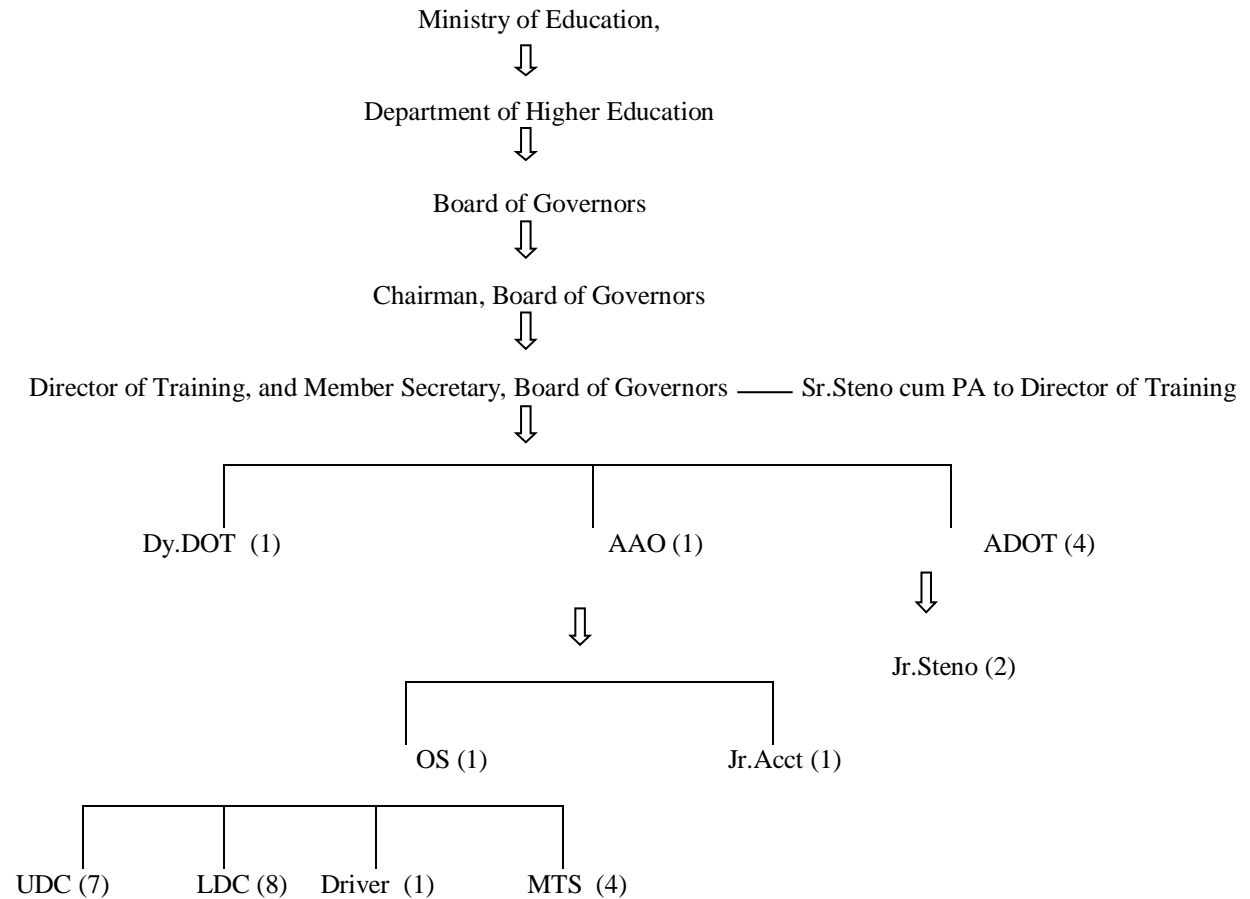 Ministry of Education,
Department of Higher Education
Board of Governors
Chairman, Board of Governors
Director of Training, and Member Secretary, Board of Governors —— Sr.Steno cum PA to Director of Training
Dy.DOT (1) AAO (1) ADOT (4)
Jr.Steno (2)
OS (1) Jr.Acct (1)
UDC (7) LDC (8) Driver (1) MTS (4)